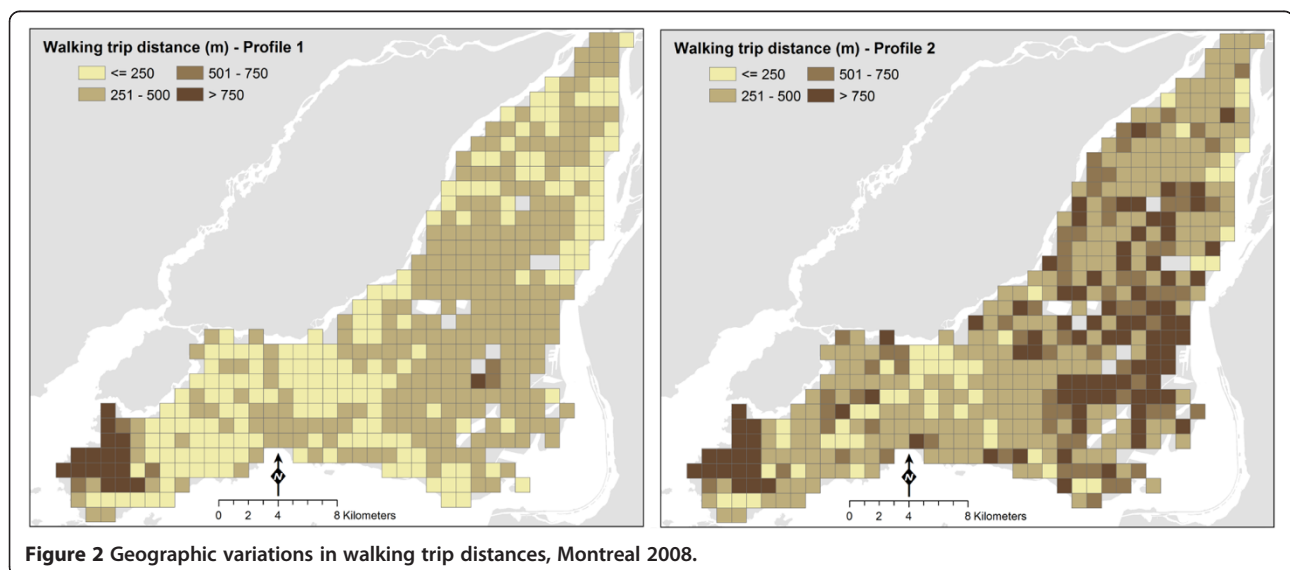 Walking trip distance (m) - Profile 1
<= 250 501 - 750
251 - 500 > 750
N
0 2 4 8 Kilometers
Walking trip distance (m) - Profile 2
<= 250 501 - 750
251 - 500 > 750
N
0 2 4 8 Kilometers
Figure 2 Geographic variations in walking trip distances, Montreal 2008.